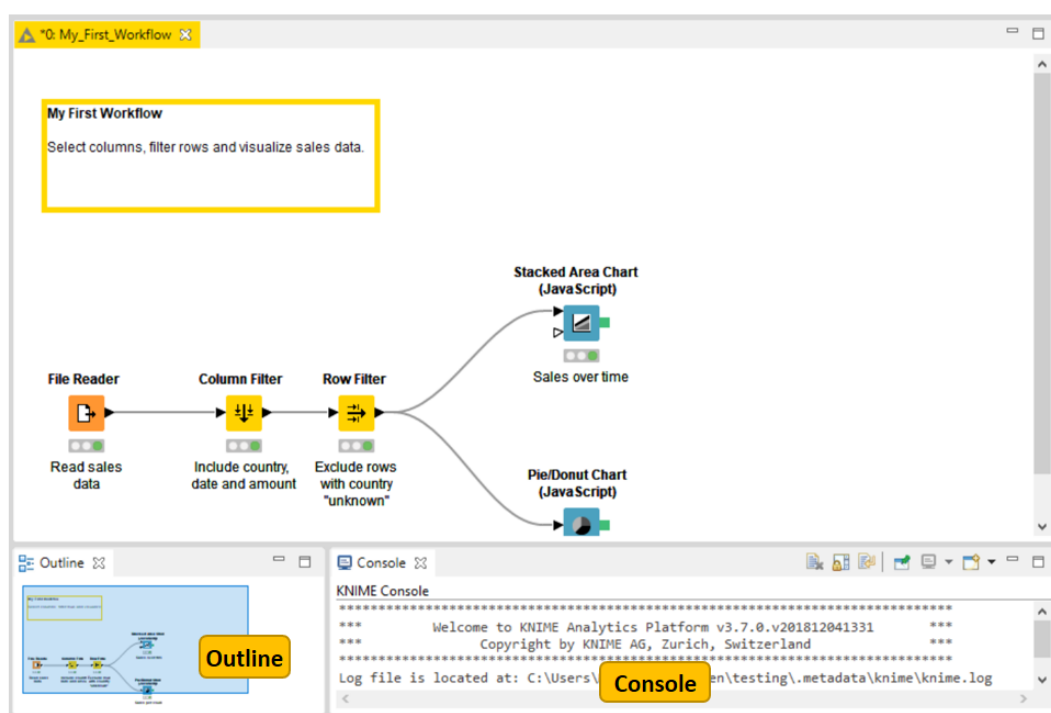 *0: My_First_Workflow
My First Workflow
Select columns, filter rows and visualize sales data.
Stacked Area Chart
(JavaScript)
Sales over time
File Reader
Column Filter
Row Filter
Read sales
data
Include country,
date and amount
Exclude rows
with country
"unknown"
Pie/Donut Chart
(JavaScript)
Outline
Outline
Console
KNIME Console
********************************************************************************
*** Welcome to KNIME Analytics Platform v3.7.0.v201812041331 ***
*** Copyright by KNIME AG, Zurich, Switzerland ***
********************************************************************************
Log file is located at: C:\Users\ en\testing\.metadata\knime\knime.log
Console